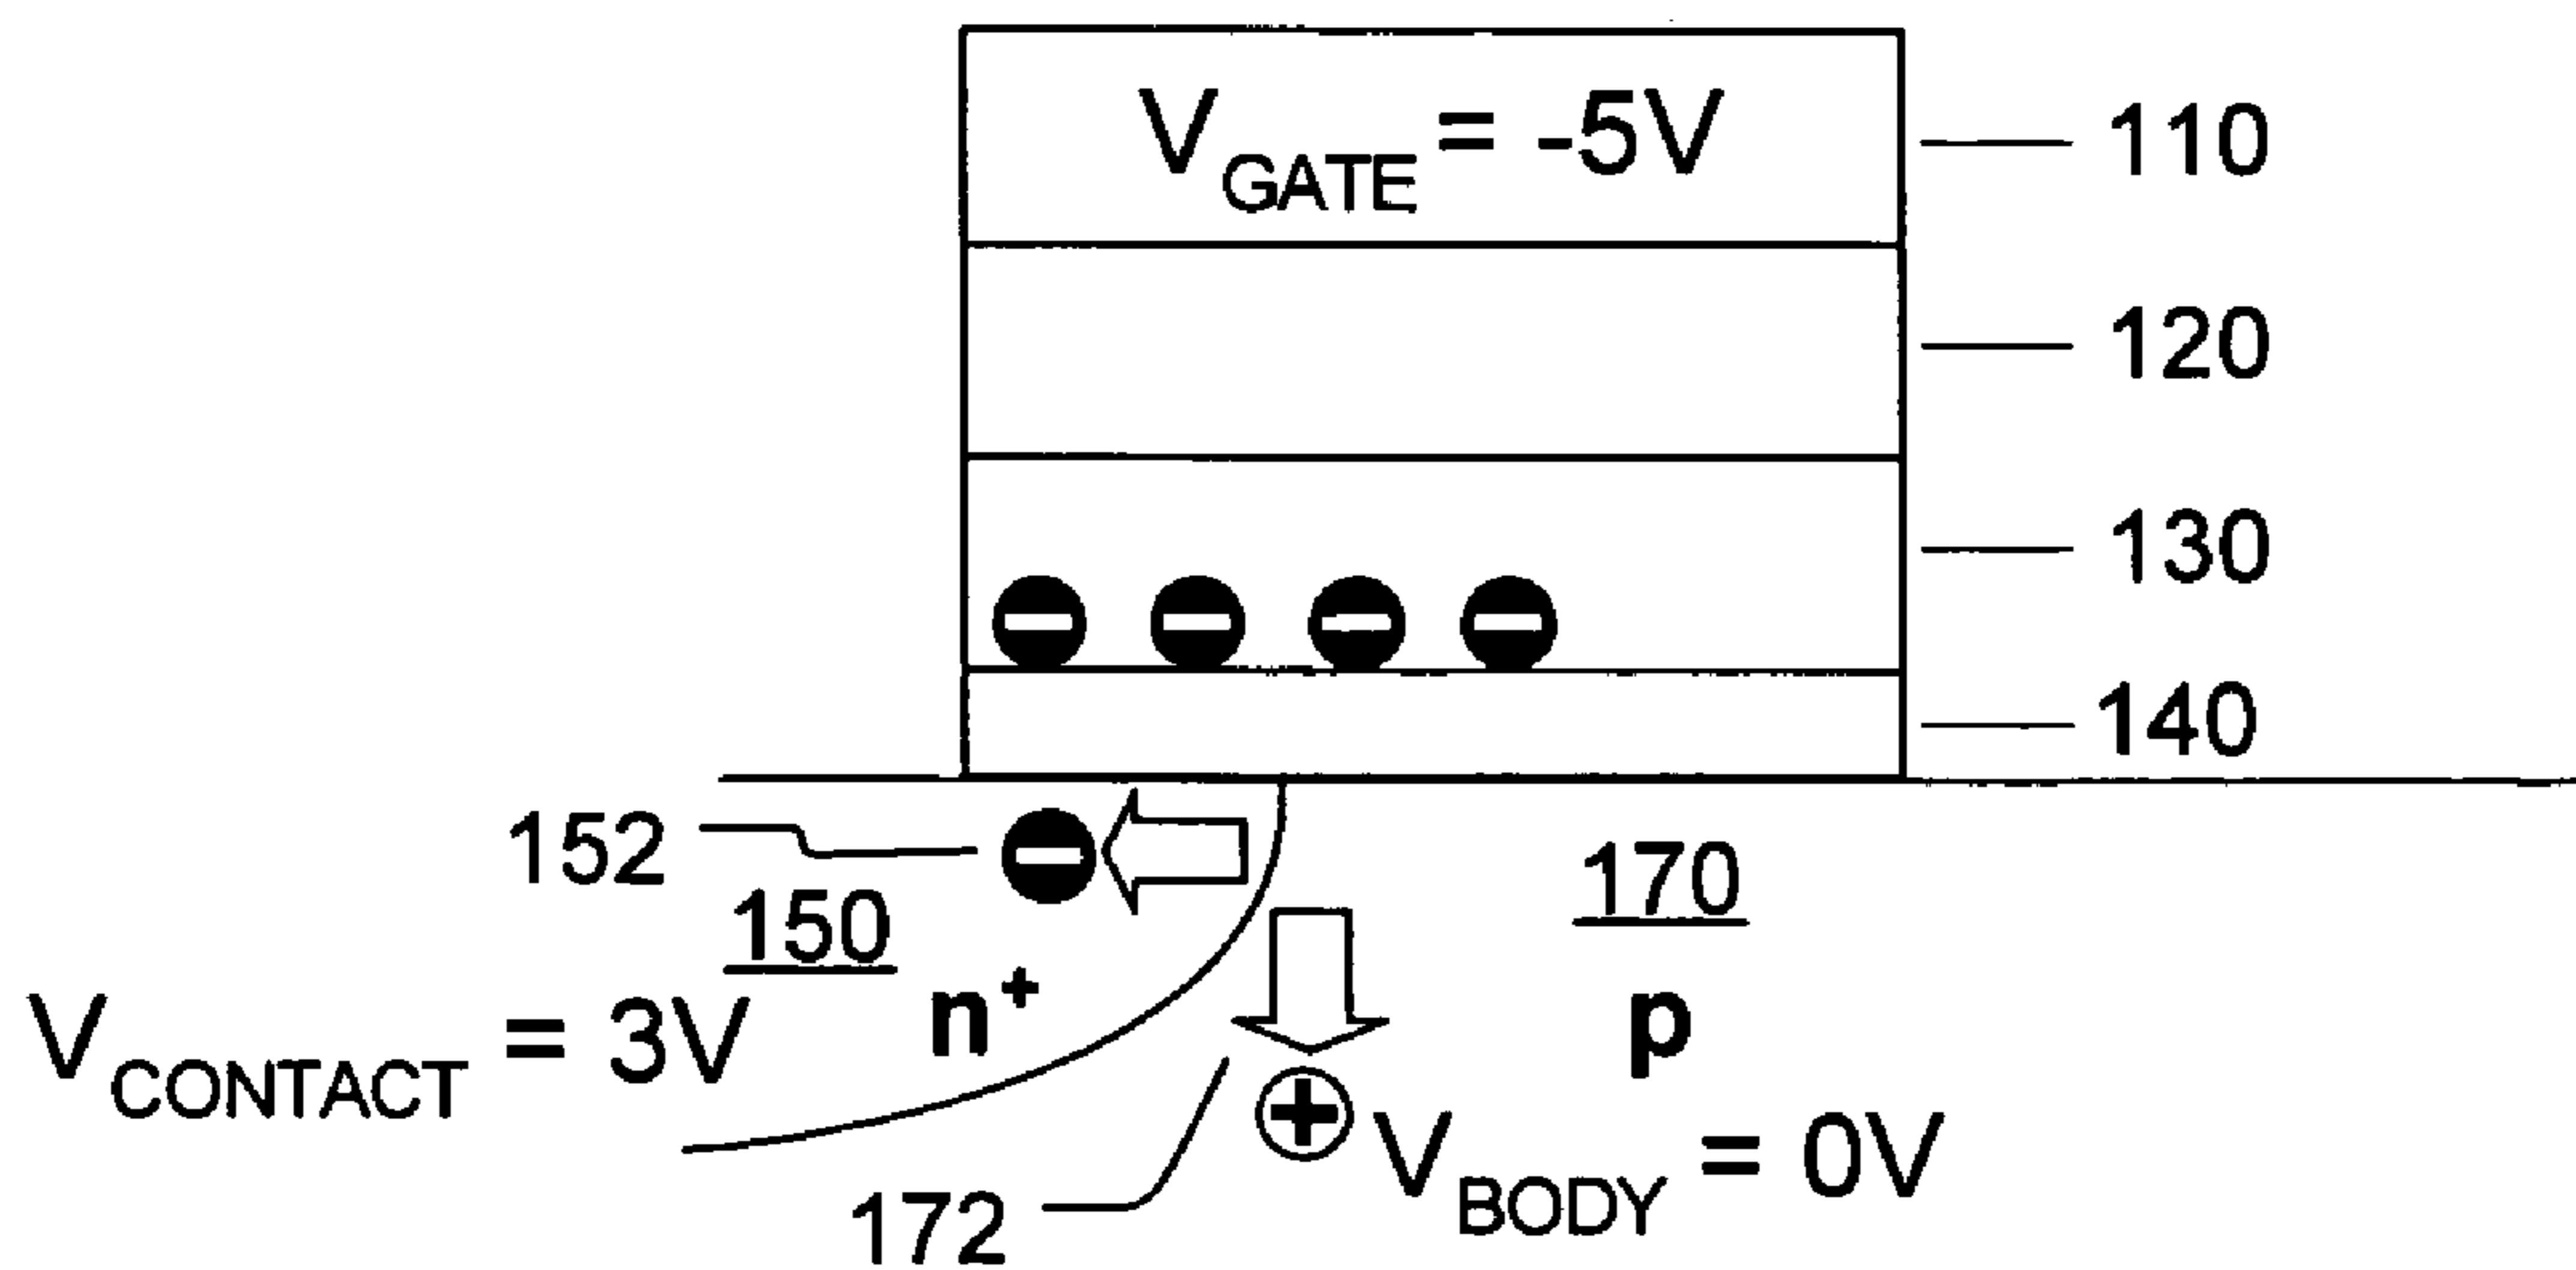 V_GATE = -5V
110
120
130
140
152
150
170
n⁺
p
V_CONTACT = 3V
V_BODY = 0V
172